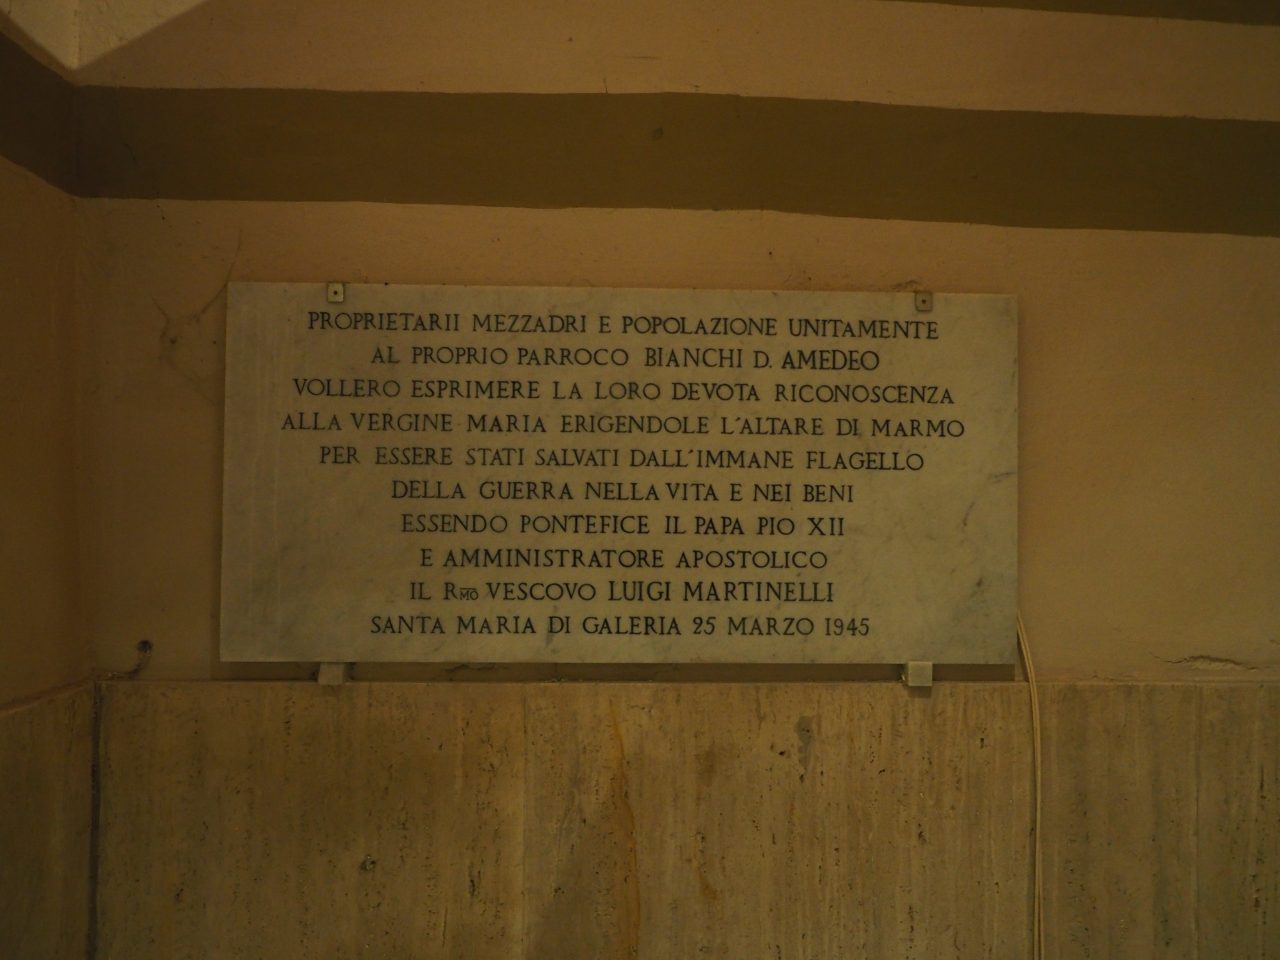 PROPRIETARII MEZZADRI E POPOLAZIONE UNITAMENTE
AL PROPRIO PARROCO BIANCHI D. AMEDEO
VOLLERO ESPRIMERE LA LORO DEVOTA RICONOSCENZA
ALLA VERGINE MARIA ERIGENDOLE L'ALTARE DI MARMO
PER ESSERE STATI SALVATI DALL'IMMANE FLAGELLO
DELLA GUERRA NELLA VITA E NEI BENI
ESSENDO PONTEFICE IL PAPA PIO XII
E AMMINISTRATORE APOSTOLICO
IL RMO VESCOVO LUIGI MARTINELLI
SANTA MARIA DI GALERIA 25 MARZO 1945